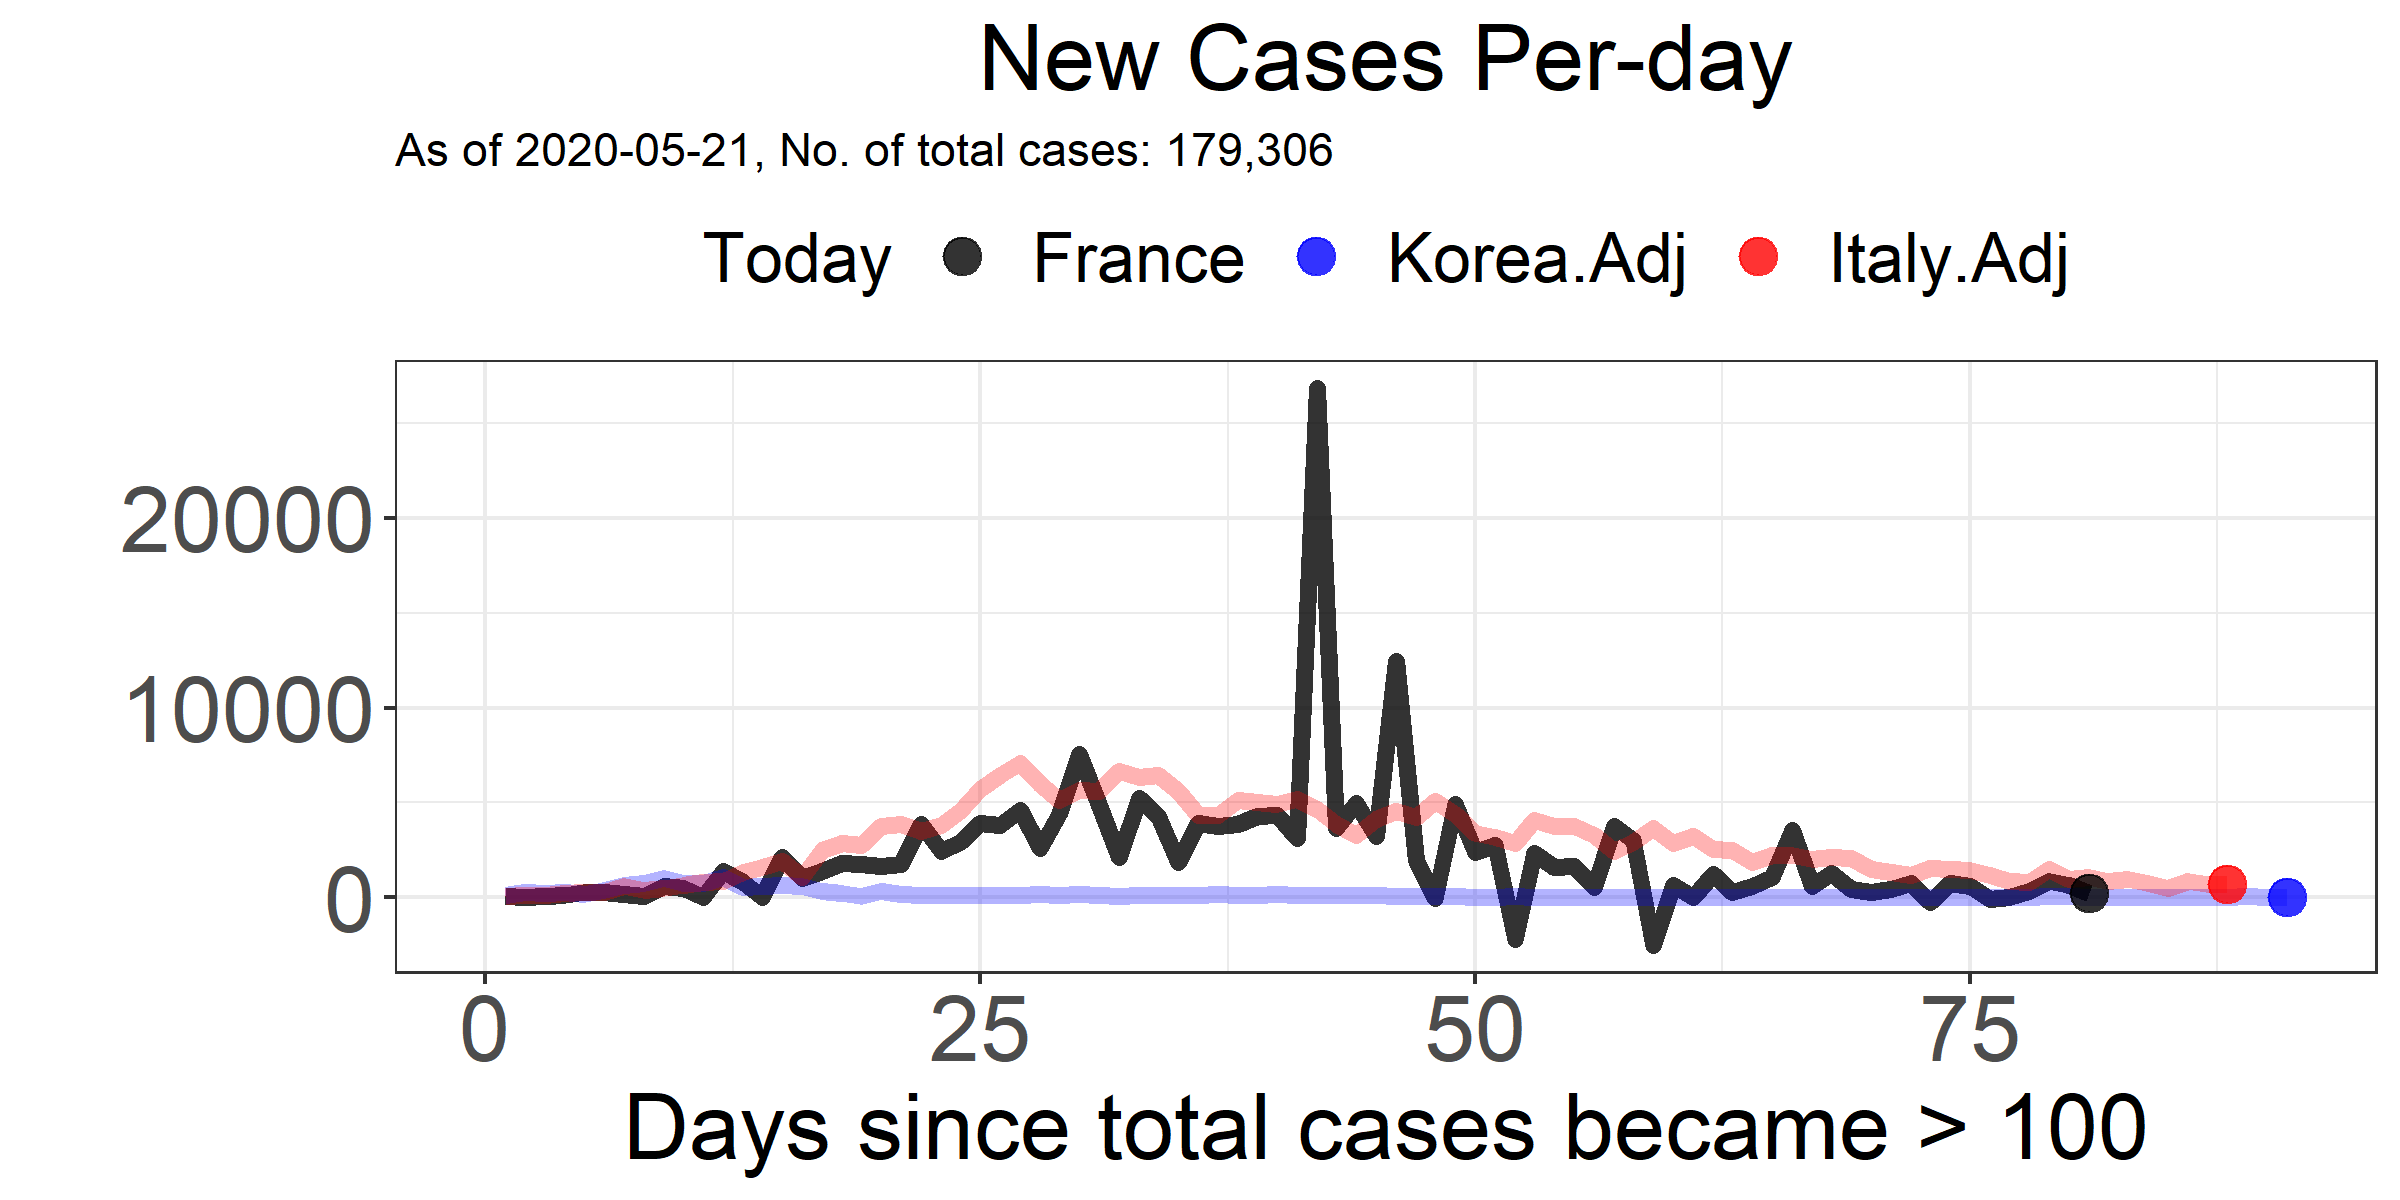 New Cases Per-day
As of 2020-05-21, No. of total cases: 179,306
Today France Korea.Adj Italy.Adj
20000
10000
0
0 25 50 75
Days since total cases became > 100